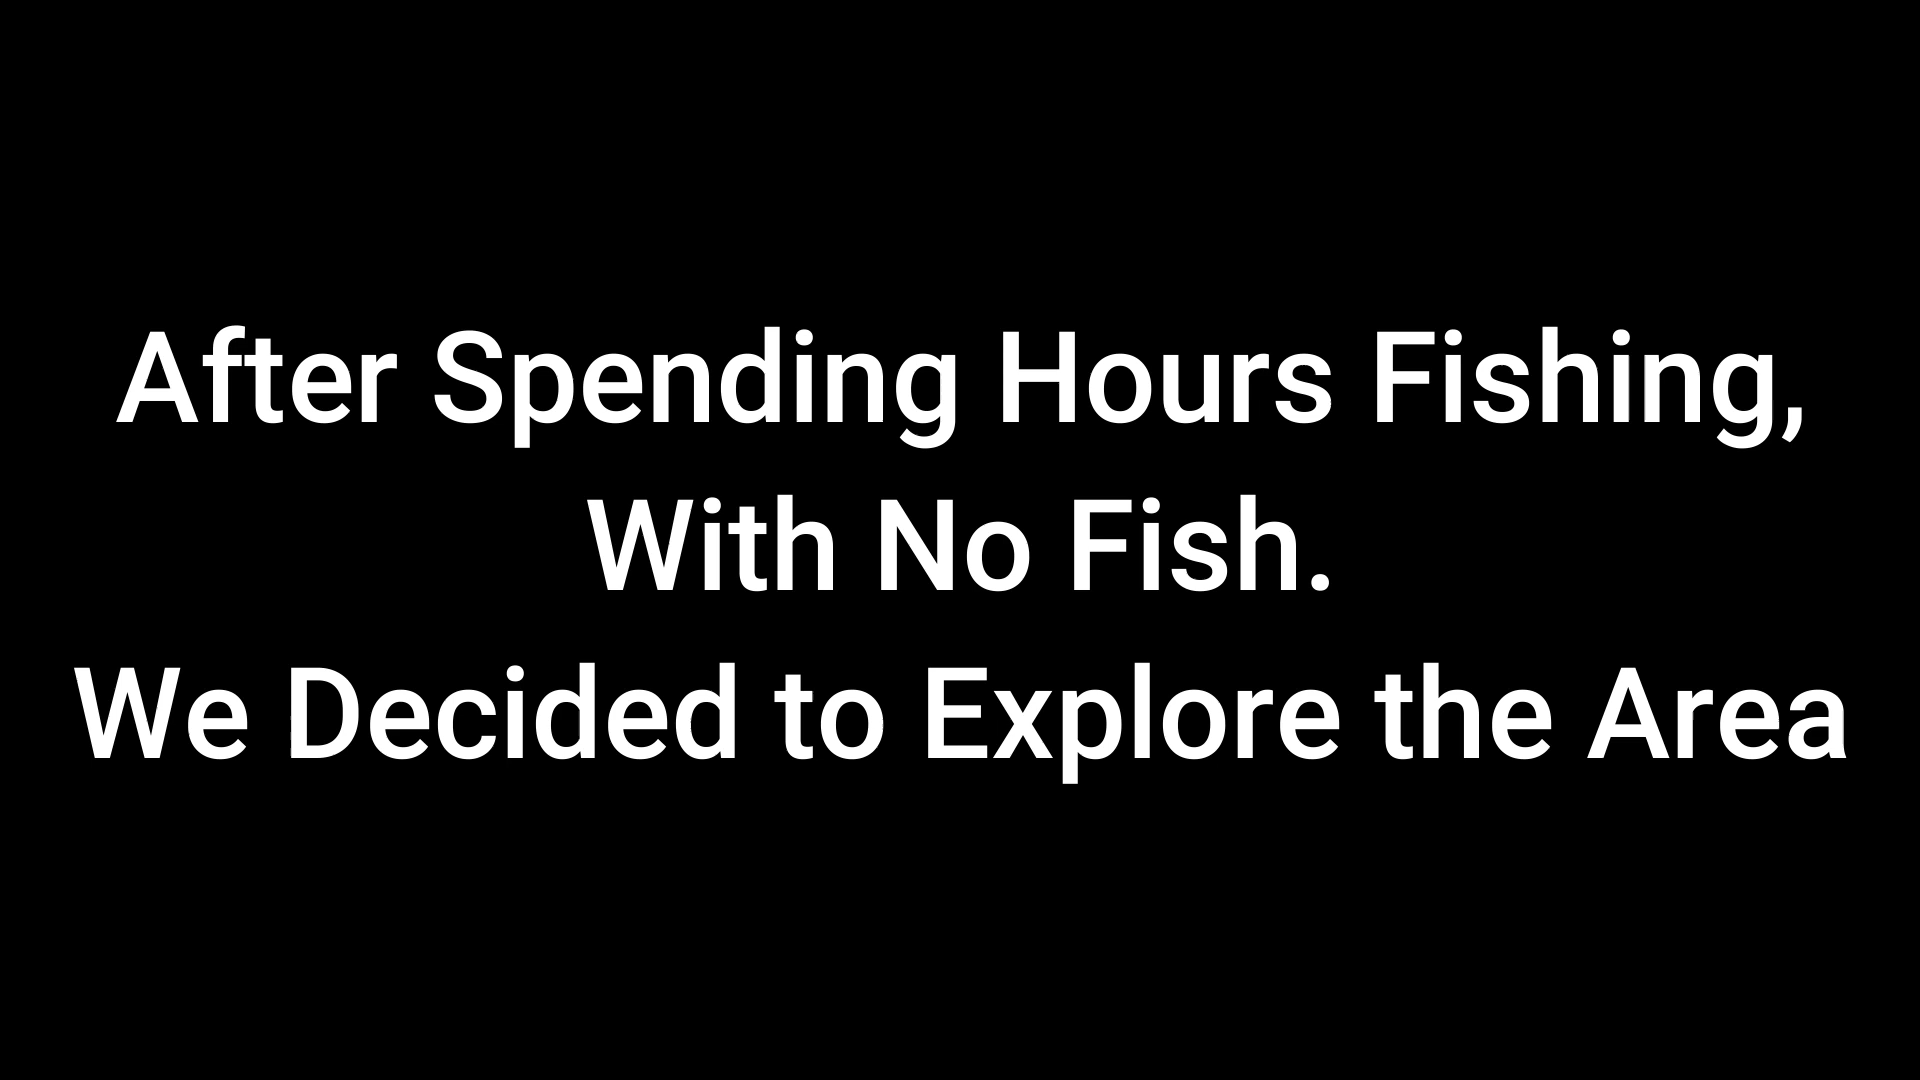 After Spending Hours Fishing,
With No Fish.
We Decided to Explore the Area